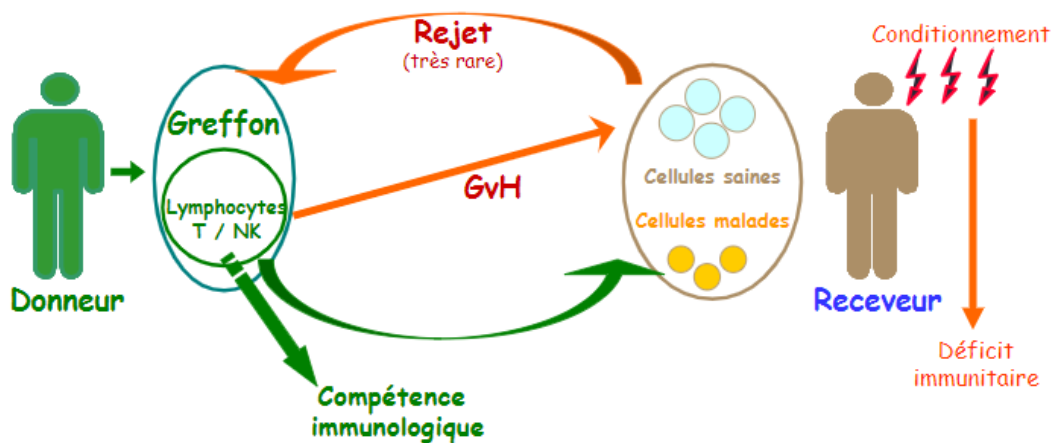 Rejet
(très rare)
Conditionnement
Greffon
Lymphocytes
T / NK
GvH
Cellules saines
Cellules malades
Donneur
Receveur
Compétence
immunologique
Déficit
immunitaire